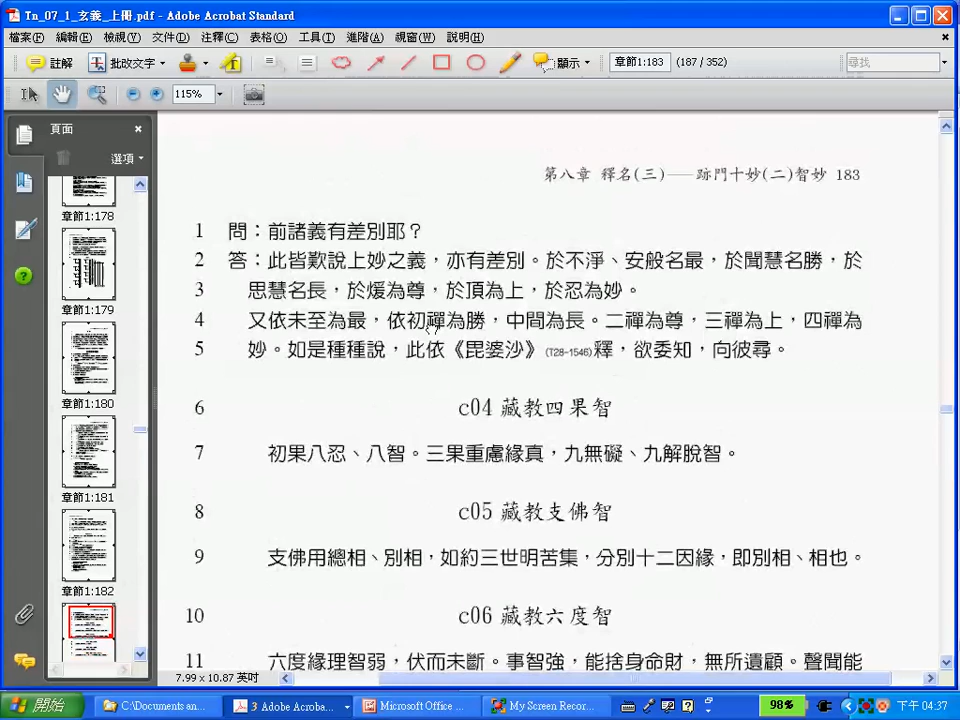 Tn_07_1_玄義_上冊.pdf - Adobe Acrobat Standard
檔案(F) 編輯(E) 檢視(V) 文件(D) 注釋(C) 表格(O) 工具(T) 進階(A) 視窗(W) 說明(H)
註解 批改文字 顯示 章節1:183 (187 / 352) 尋找
115%
頁面
選項
章節1:178
章節1:179
章節1:180
章節1:181
章節1:182
第八章 釋名(三)──跡門十妙(二)智妙 183
1 問：前諸義有差別耶？
2 答：此皆歎說上妙之義，亦有差別。於不淨、安般名最，於聞慧名勝，於
3 思慧名長，於煖為尊，於頂為上，於忍為妙。
4 又依未至為最，依初禪為勝，中間為長。二禪為尊，三禪為上，四禪為
5 妙。如是種種說，此依《毘婆沙》(T28-1546)釋，欲委知，向彼尋。
6 c04 藏教四果智
7 初果八忍、八智。三果重慮緣真，九無礙、九解脫智。
8 c05 藏教支佛智
9 支佛用總相、別相，如約三世明苦集，分別十二因緣，即別相、相也。
10 c06 藏教六度智
11 六度緣理智弱，伏而未斷。事智強，能捨身命財，無所遺顧。聲聞能
7.99 x 10.87 英吋
開始 C:\Documents an... 3 Adobe Acroba... Microsoft Office ... My Screen Recor... 98% 下午 04:37